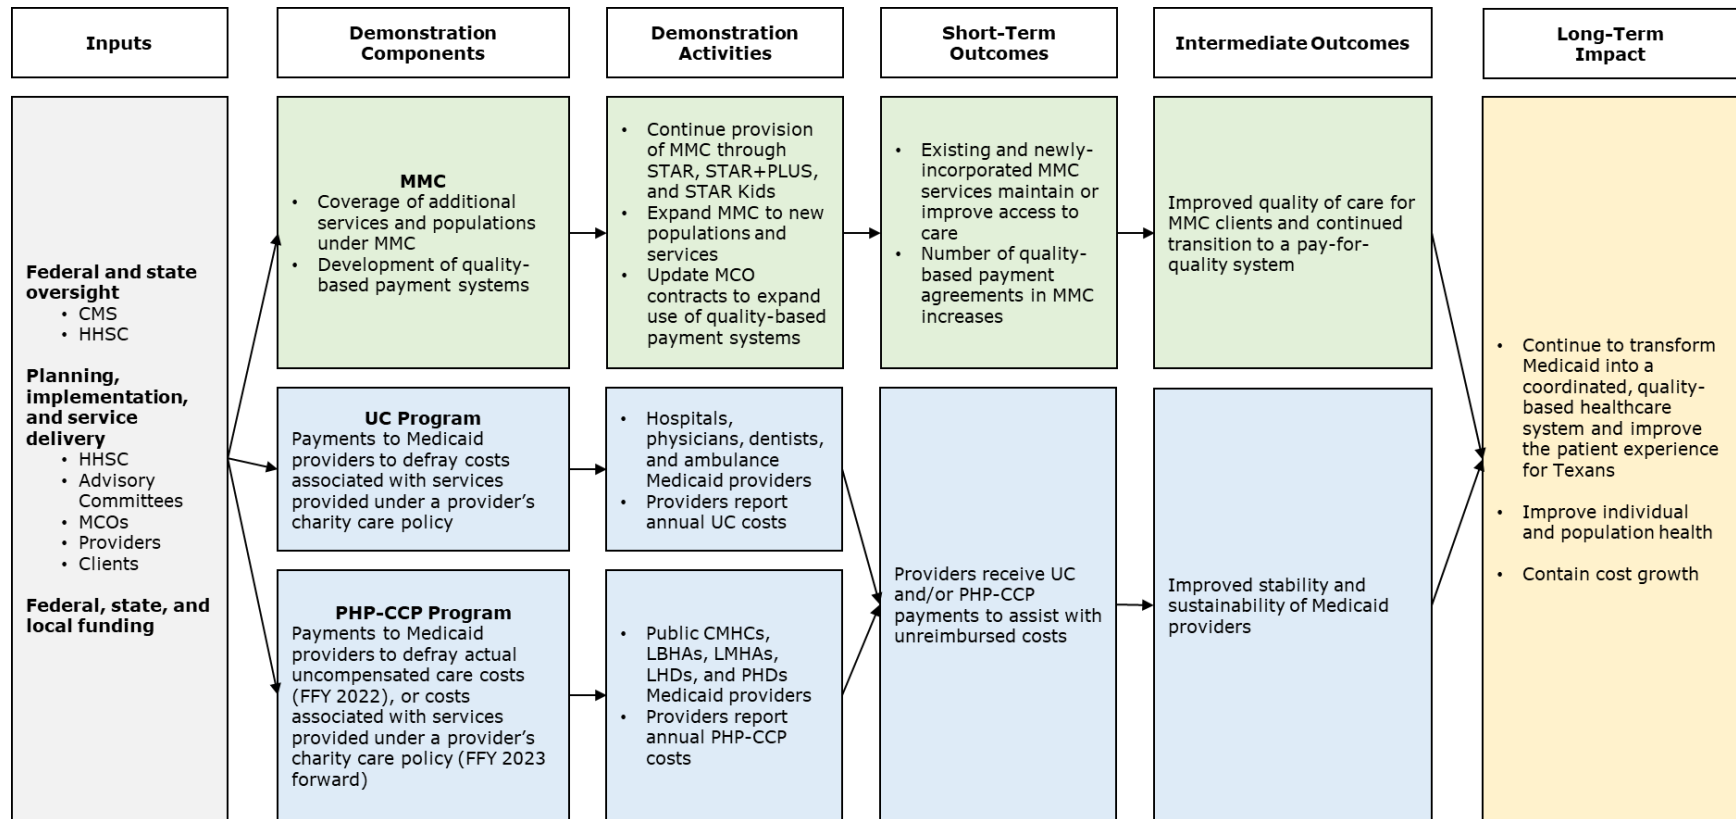 Inputs
Demonstration
Components
Demonstration
Activities
Short-Term
Outcomes
Intermediate Outcomes
Long-Term
Impact
Federal and state
oversight
• CMS
• HHSC
Planning,
implementation,
and service
delivery
• HHSC
• Advisory
Committees
• MCOs
• Providers
• Clients
Federal, state, and
local funding
MMC
• Coverage of additional
services and populations
under MMC
• Development of quality-
based payment systems
• Continue provision
of MMC through
STAR, STAR+PLUS,
and STAR Kids
• Expand MMC to new
populations and
services
• Update MCO
contracts to expand
use of quality-based
payment systems
• Existing and newly-
incorporated MMC
services maintain or
improve access to
care
• Number of quality-
based payment
agreements in MMC
increases
Improved quality of care for
MMC clients and continued
transition to a pay-for-
quality system
UC Program
Payments to Medicaid
providers to defray costs
associated with services
provided under a provider’s
charity care policy
• Hospitals,
physicians, dentists,
and ambulance
Medicaid providers
• Providers report
annual UC costs
PHP-CCP Program
Payments to Medicaid
providers to defray actual
uncompensated care costs
(FFY 2022), or costs
associated with services
provided under a provider’s
charity care policy (FFY 2023
forward)
• Public CMHCs,
LBHAs, LMHAs,
LHDs, and PHDs
Medicaid providers
• Providers report
annual PHP-CCP
costs
Providers receive UC
and/or PHP-CCP
payments to assist with
unreimbursed costs
Improved stability and
sustainability of Medicaid
providers
• Continue to transform
Medicaid into a
coordinated, quality-
based healthcare
system and improve
the patient experience
for Texans
• Improve individual
and population health
• Contain cost growth